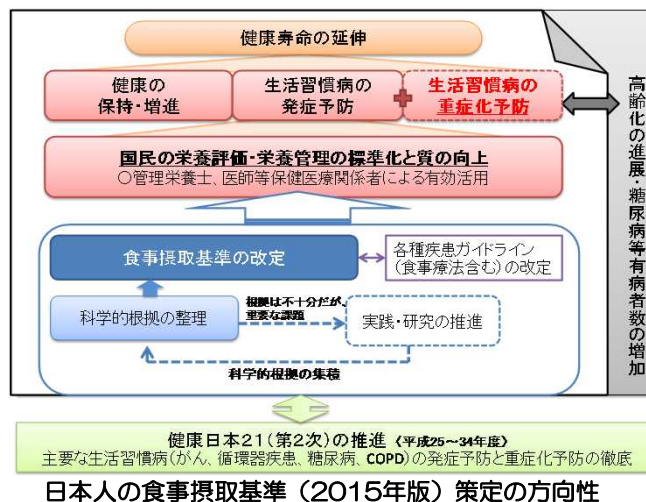 健康寿命の延伸
健康の
保持・増進
生活習慣病の
発症予防
生活習慣病の
重症化予防
国民の栄養評価・栄養管理の標準化と質の向上
○管理栄養士、医師等保健医療関係者による有効活用
食事摂取基準の改定
各種疾患ガイドライン
(食事療法含む)の改定
科学的根拠の整理
根拠は不十分だが、
重要な課題
実践・研究の推進
科学的根拠の集積
高齢化の進展・糖尿病等有病者数の増加
健康日本21(第2次)の推進 (平成25~34年度)
主要な生活習慣病(がん、循環器疾患、糖尿病、COPD)の発症予防と重症化予防の徹底
日本人の食事摂取基準(2015年版)策定の方向性